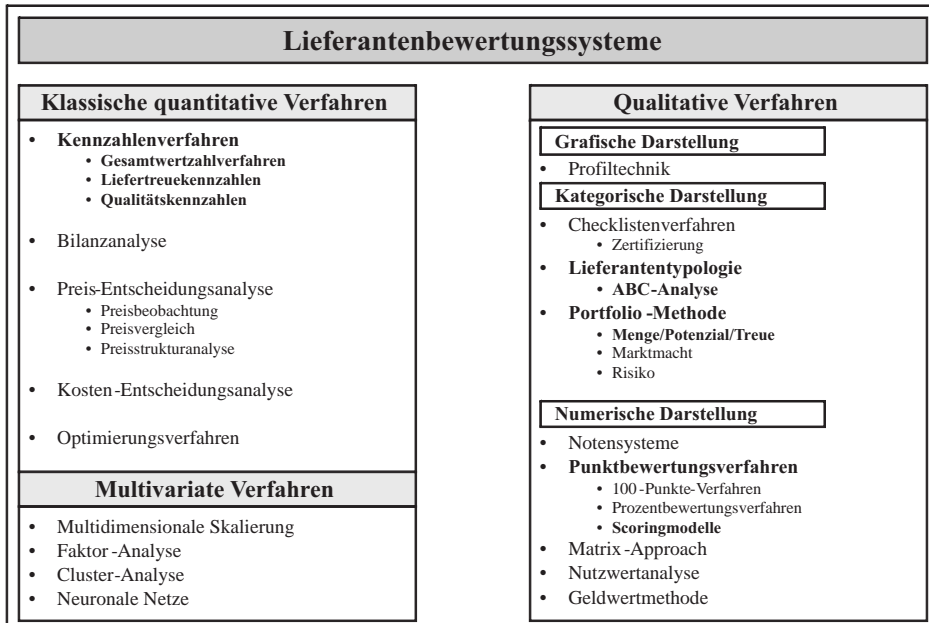 Lieferantenbewertungssysteme
Klassische quantitative Verfahren
• Kennzahlenverfahren
• Gesamtwertzahlverfahren
• Liefertreuekennzahlen
• Qualitätskennzahlen
• Bilanzanalyse
• Preis-Entscheidungsanalyse
• Preisbeobachtung
• Preisvergleich
• Preisstrukturanalyse
• Kosten-Entscheidungsanalyse
• Optimierungsverfahren
Multivariate Verfahren
• Multidimensionale Skalierung
• Faktor-Analyse
• Cluster-Analyse
• Neuronale Netze
Qualitative Verfahren
Grafische Darstellung
• Profiltechnik
Kategorische Darstellung
• Checklistenverfahren
• Zertifizierung
• Lieferantentypologie
• ABC-Analyse
• Portfolio-Methode
• Menge/Potenzial/Treue
• Marktmacht
• Risiko
Numerische Darstellung
• Notensysteme
• Punktbewertungsverfahren
• 100-Punkte-Verfahren
• Prozentbewertungsverfahren
• Scoringmodelle
• Matrix-Approach
• Nutzwertanalyse
• Geldwertmethode